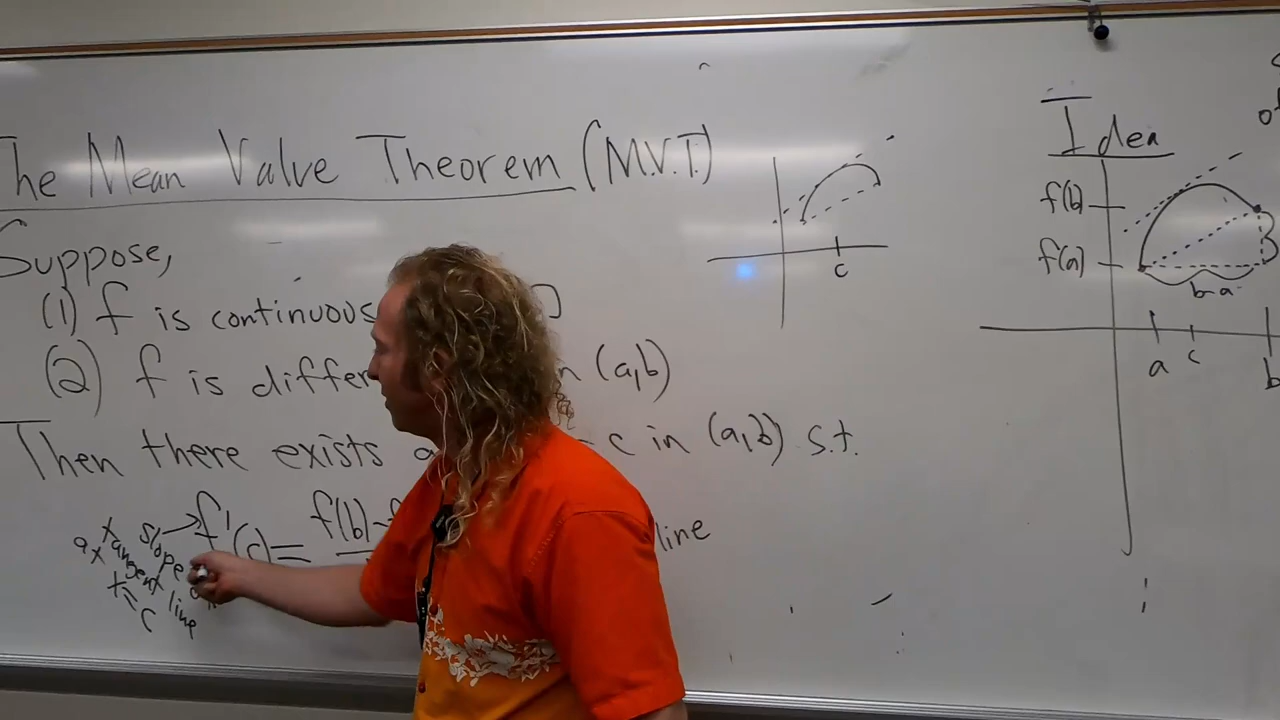 The Mean Value Theorem (M.V.T.)
Suppose,
(1) f is continuous
(2) f is differ n (a,b)
Then there exists a c in (a,b) s.t.
slope → f'(c) = f(b)-f
line
tangent line
at x = c
c
Idea
f(b)
f(a)
b-a
a c b